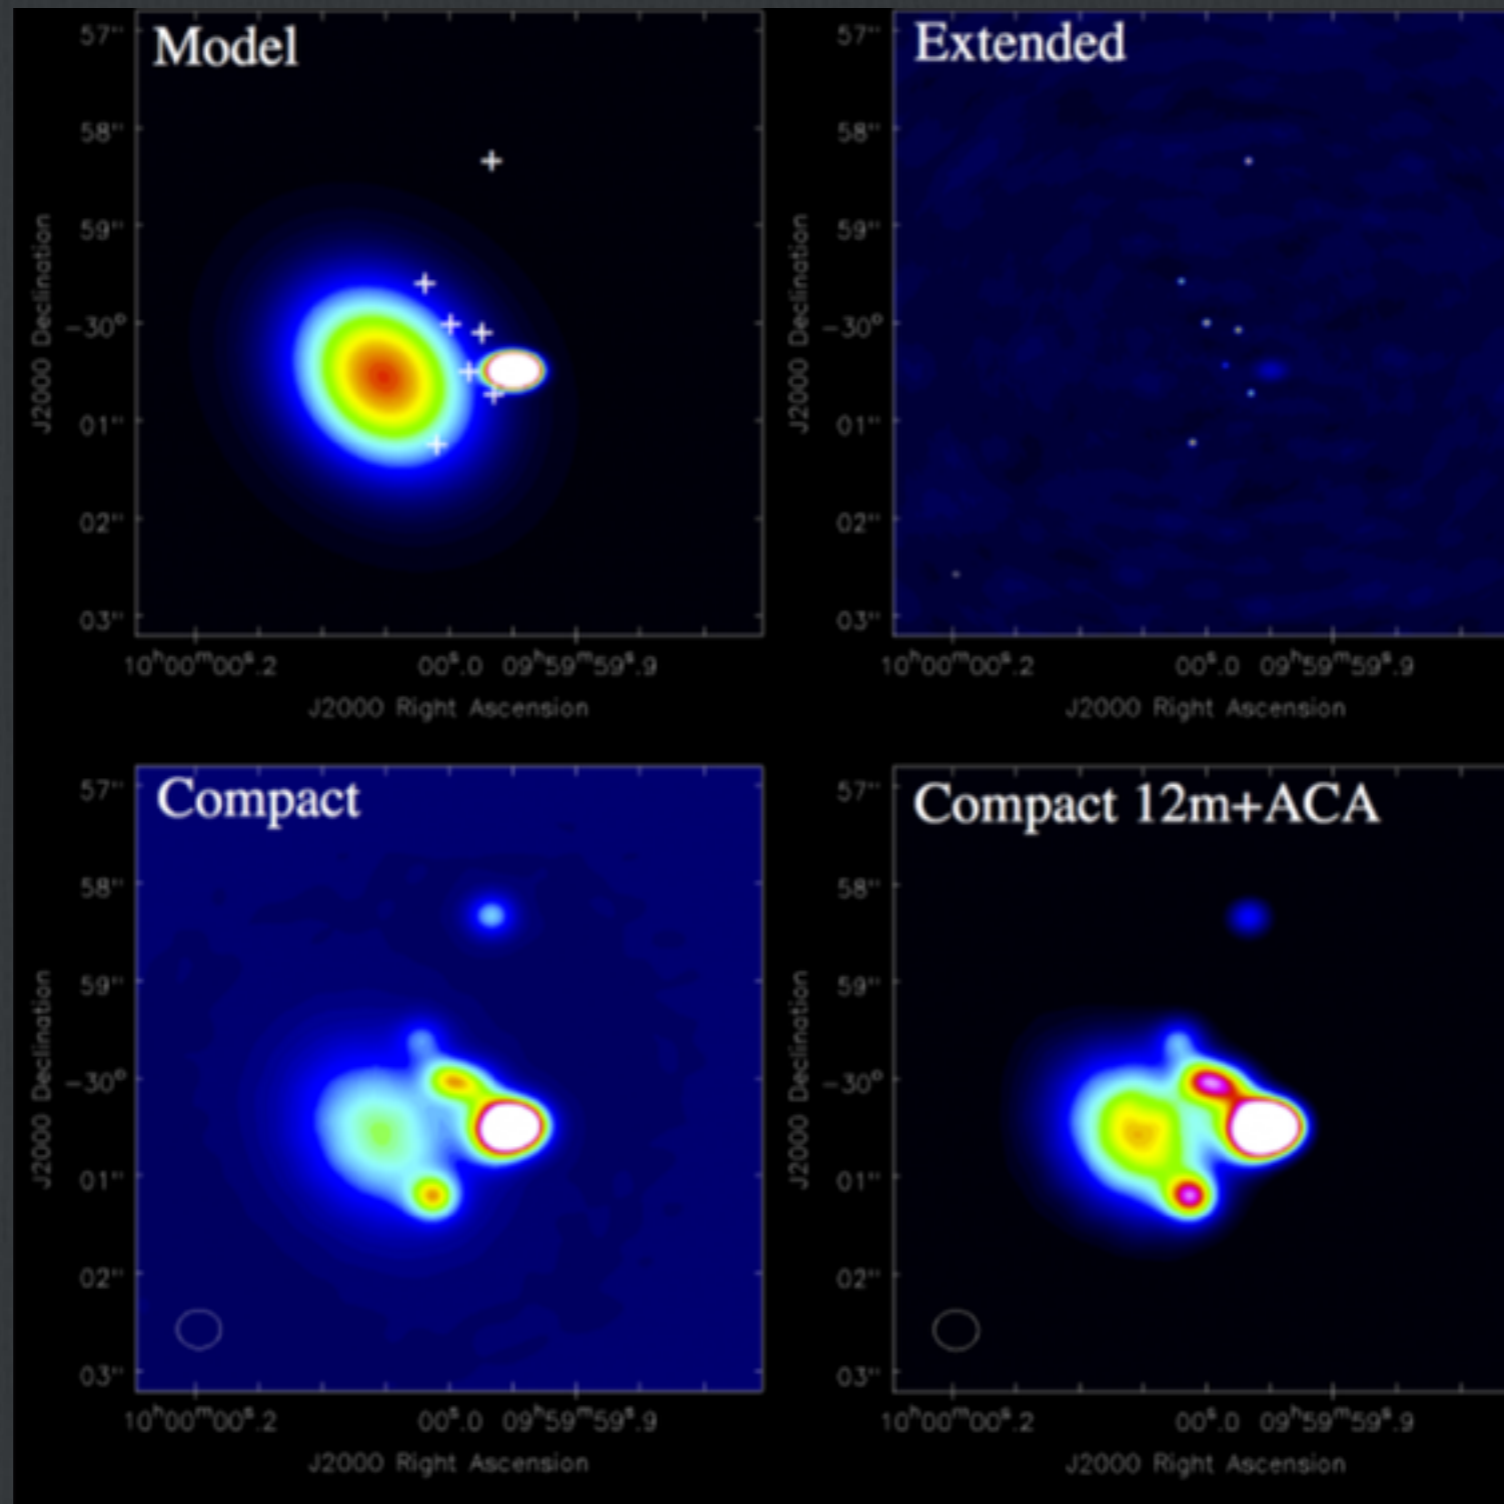 Model
57"
58"
59"
−30°
01"
02"
03"
J2000 Declination
10ʰ00ᵐ00ˢ.2 00ˢ.0 09ʰ59ᵐ59ˢ.9
J2000 Right Ascension
Extended
57"
58"
59"
−30°
01"
02"
03"
J2000 Declination
10ʰ00ᵐ00ˢ.2 00ˢ.0 09ʰ59ᵐ59ˢ.9
J2000 Right Ascension
Compact
57"
58"
59"
−30°
01"
02"
03"
J2000 Declination
10ʰ00ᵐ00ˢ.2 00ˢ.0 09ʰ59ᵐ59ˢ.9
J2000 Right Ascension
Compact 12m+ACA
57"
58"
59"
−30°
01"
02"
03"
J2000 Declination
10ʰ00ᵐ00ˢ.2 00ˢ.0 09ʰ59ᵐ59ˢ.9
J2000 Right Ascension